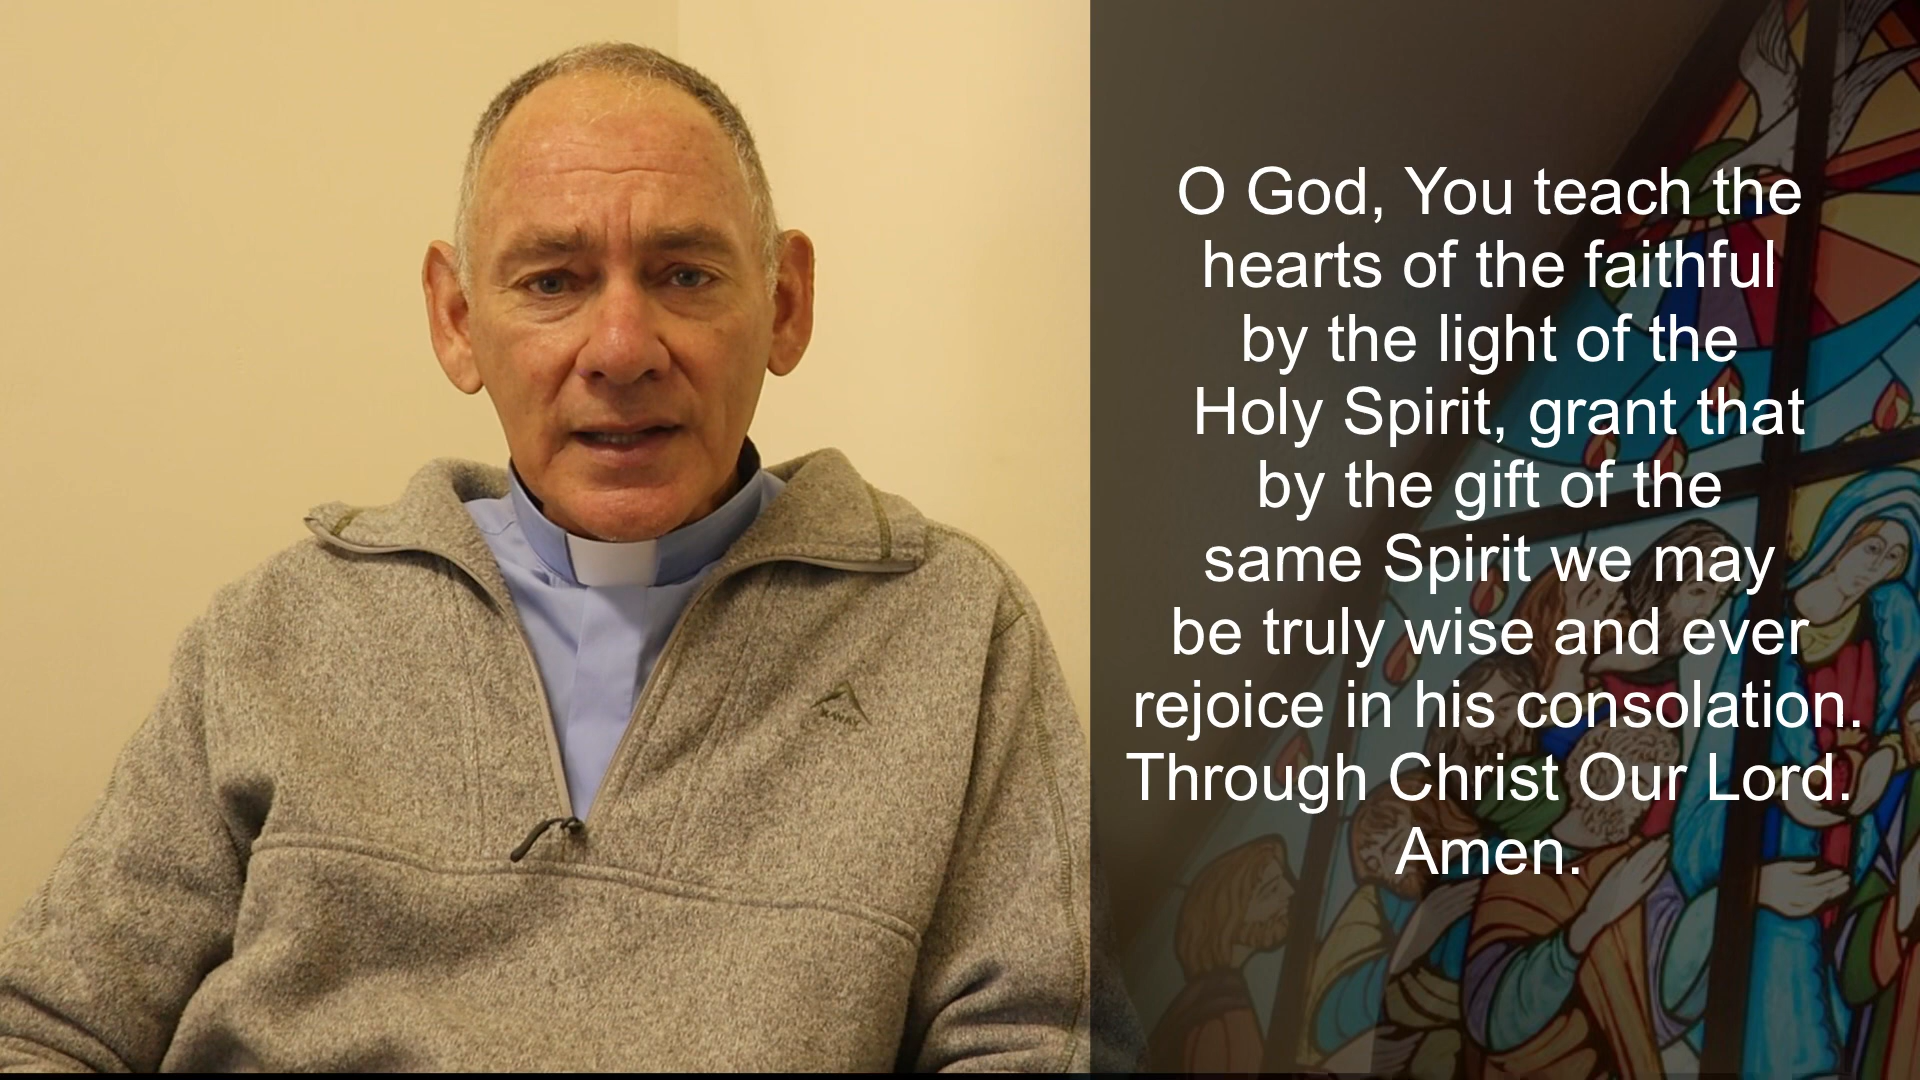 O God, You teach the
hearts of the faithful
by the light of the
Holy Spirit, grant that
by the gift of the
same Spirit we may
be truly wise and ever
rejoice in his consolation.
Through Christ Our Lord.
Amen.